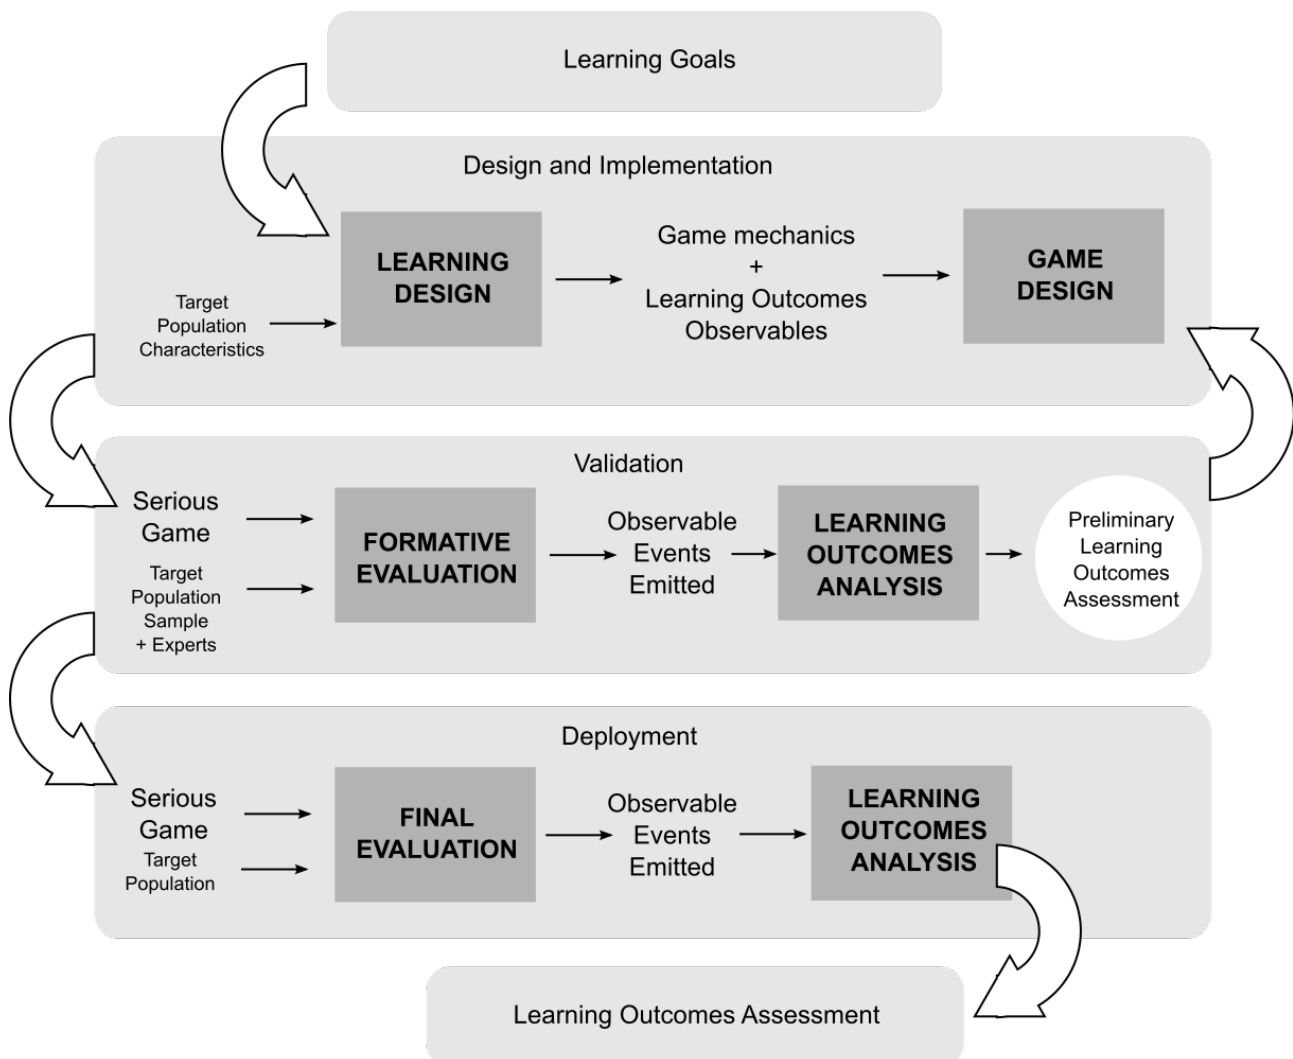 Learning Goals
Design and Implementation
LEARNING
DESIGN
Target
Population
Characteristics
Game mechanics
+
Learning Outcomes
Observables
GAME
DESIGN
Validation
Serious
Game
Target
Population
Sample
+ Experts
FORMATIVE
EVALUATION
Observable
Events
Emitted
LEARNING
OUTCOMES
ANALYSIS
Preliminary
Learning
Outcomes
Assessment
Deployment
Serious
Game
Target
Population
FINAL
EVALUATION
Observable
Events
Emitted
LEARNING
OUTCOMES
ANALYSIS
Learning Outcomes Assessment